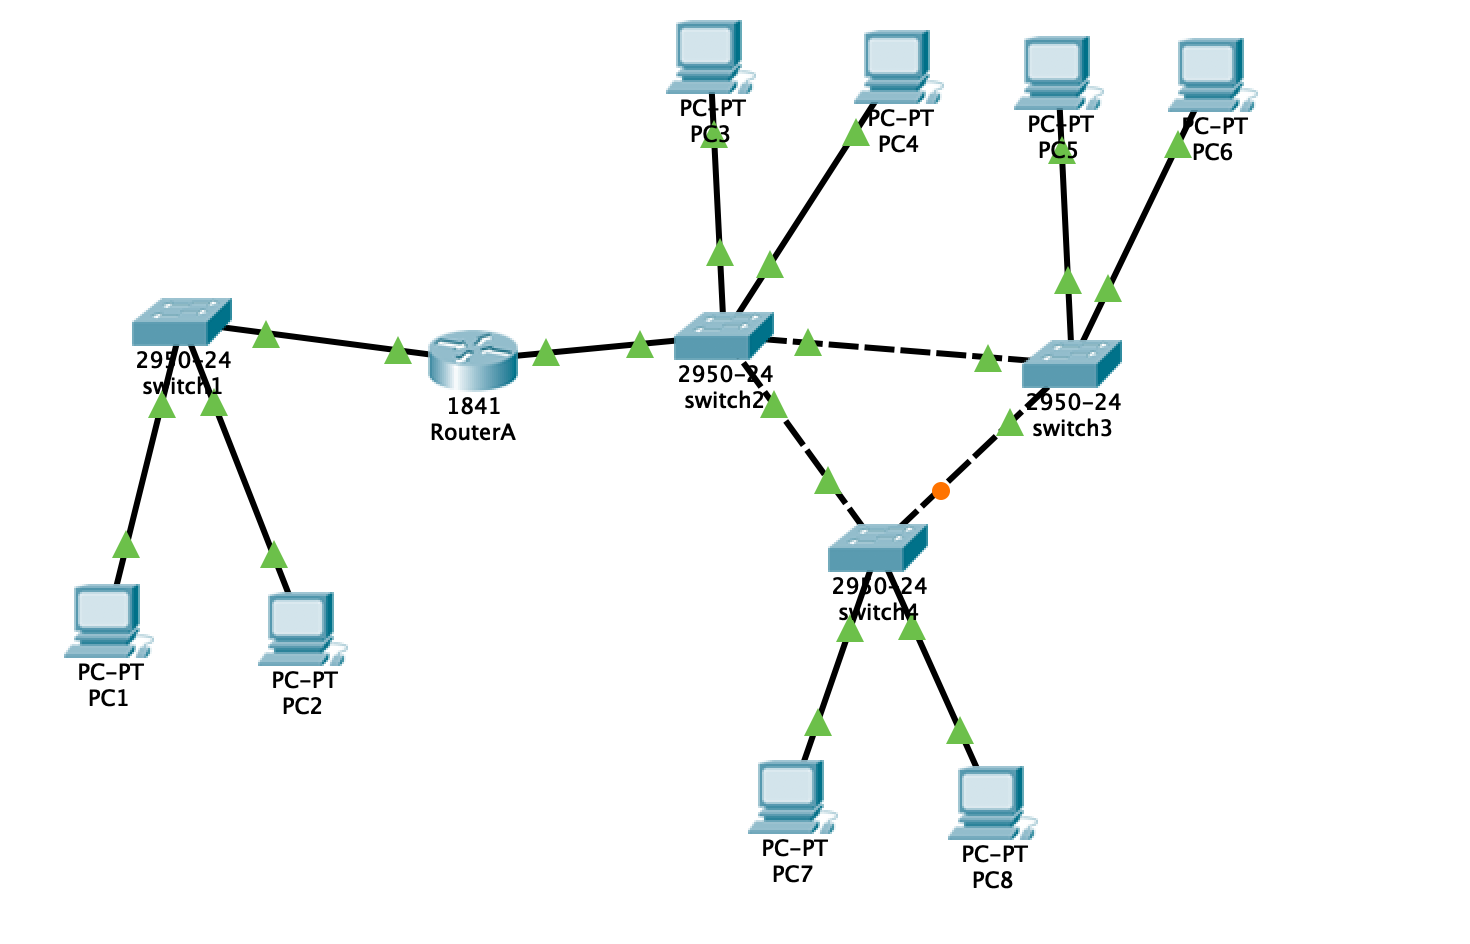 PC-PT
PC3
PC-PT
PC4
PC-PT
PC5
PC-PT
PC6
2950-24
switch1
1841
RouterA
2950-24
switch2
2950-24
switch3
2950-24
switch4
PC-PT
PC1
PC-PT
PC2
PC-PT
PC7
PC-PT
PC8